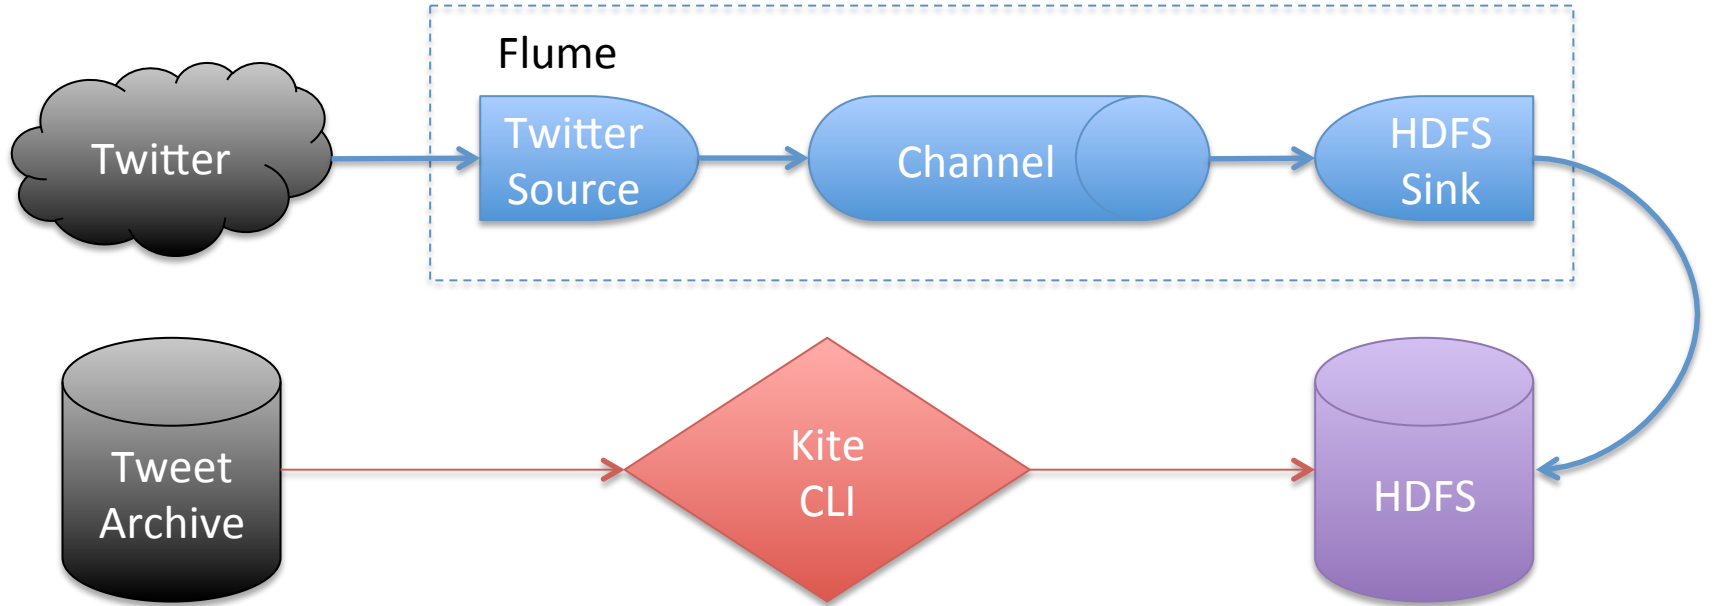 Flume
Twitter
Twitter
Source
Channel
HDFS
Sink
Tweet
Archive
Kite
CLI
HDFS